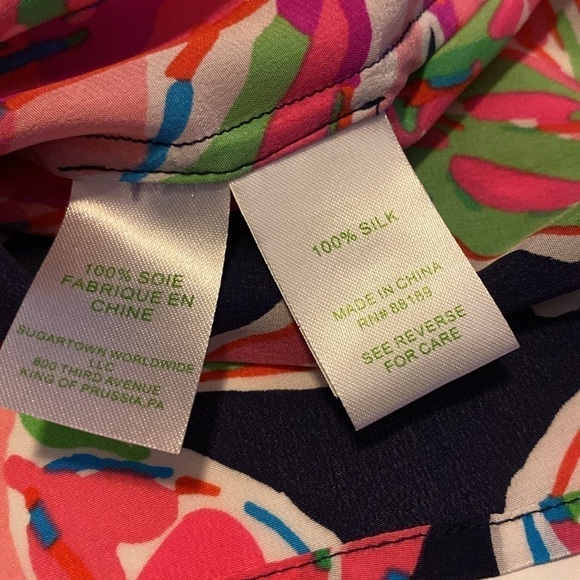 100% SOIE
FABRIQUE EN
CHINE
SUGARTOWN WORLDWIDE
LLC
800 THIRD AVENUE
KING OF PRUSSIA,PA
100% SILK
MADE IN CHINA
RN# 88189
SEE REVERSE
FOR CARE